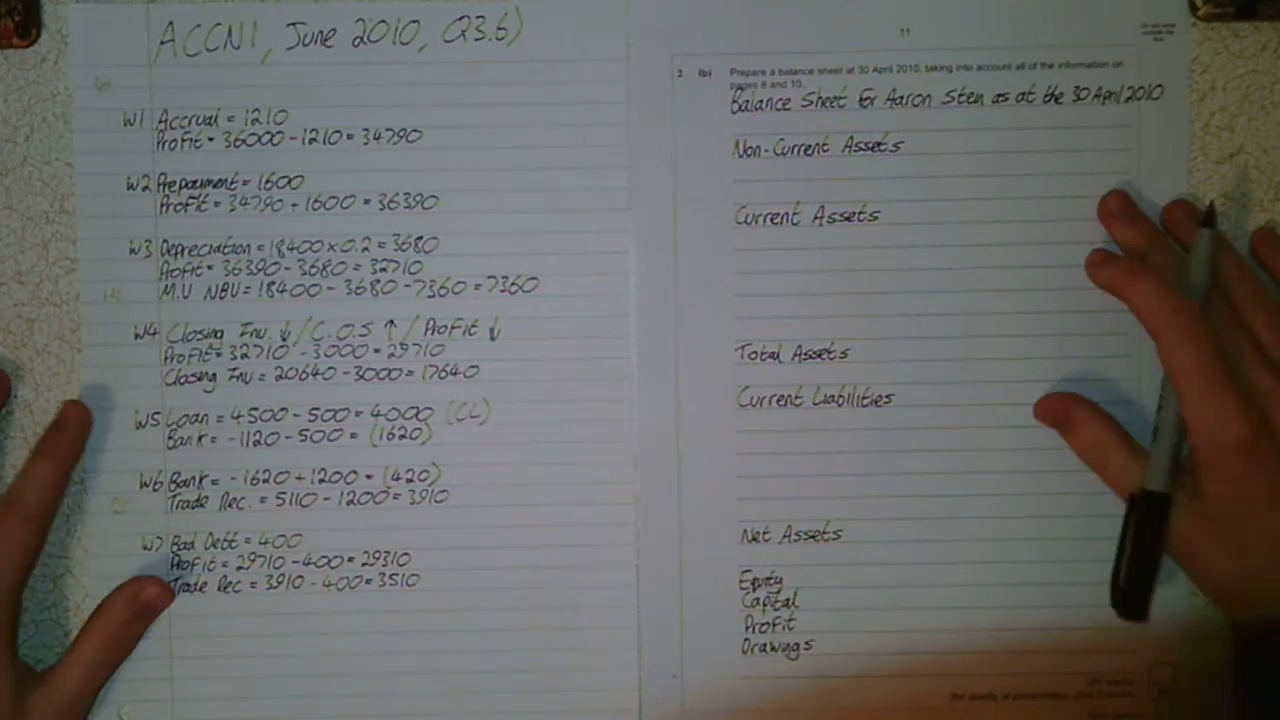 ACCN1, June 2010, Q3.6)
W1 Accrual = 1210
Profit = 36000 - 1210 = 34790
W2 Prepayment = 1600
Profit = 34790 + 1600 = 36390
W3 Depreciation = 18400 x 0.2 = 3680
Profit = 36390 - 3680 = 32710
M.V NBV = 18400 - 3680 - 7360 = 7360
W4 Closing Inv. ↓ / C.O.S ↑ / Profit ↓
Profit = 32710 - 3000 = 29710
Closing Inv = 20640 - 3000 = 17640
W5 Loan = 4500 - 500 = 4000 (CL)
Bank = -1120 - 500 = (1620)
W6 Bank = -1620 + 1200 = (420)
Trade Rec. = 5110 - 1200 = 3910
W7 Bad Debt = 400
Profit = 29710 - 400 = 29310
Trade Rec = 3910 - 400 = 3510
11
3 (b) Prepare a balance sheet at 30 April 2010, taking into account all of the information on
pages 8 and 10.
Balance Sheet for Aaron Sten as at the 30 April 2010
Non-Current Assets
Current Assets
Total Assets
Current Liabilities
Net Assets
Equity
Capital
Profit
Drawings